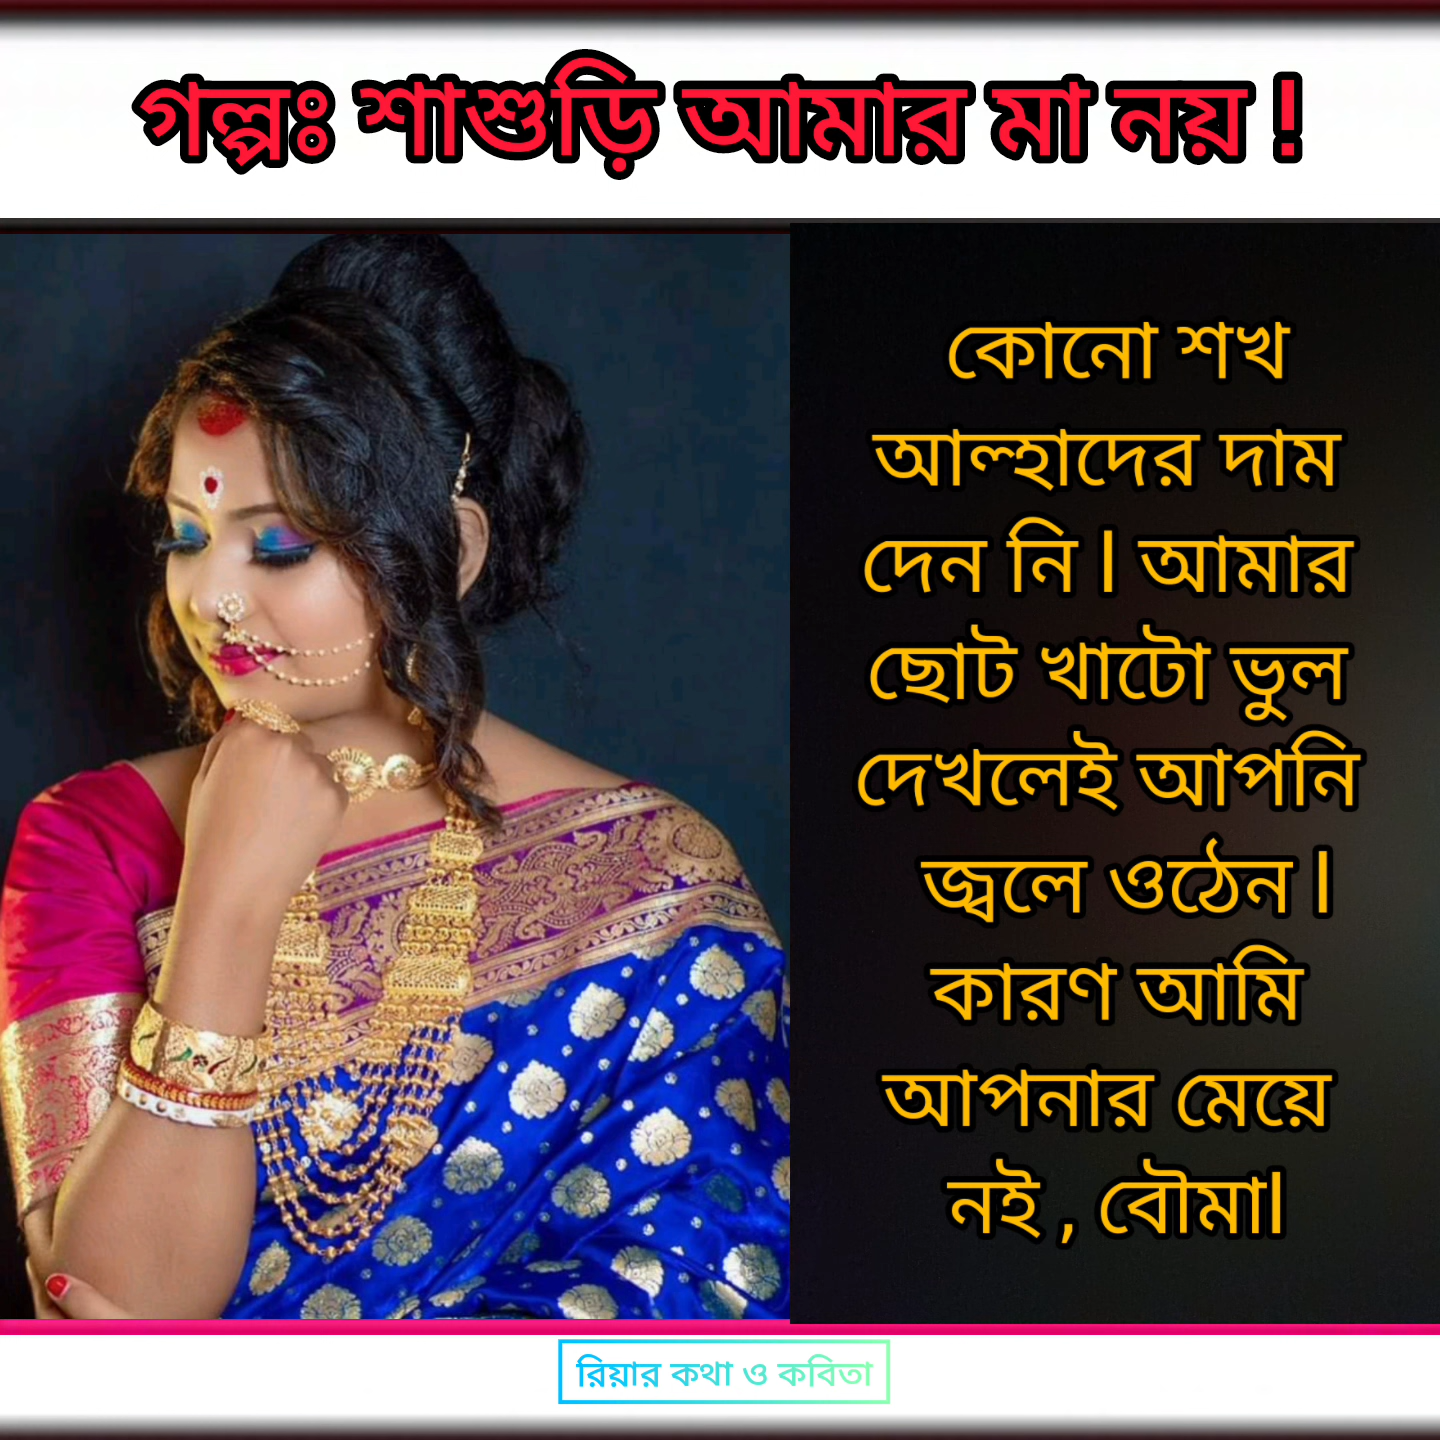 গল্পঃ শাশুড়ি আমার মা নয় !
কোনো শখ
আল্হাদের দাম
দেন নি । আমার
ছোট খাটো ভুল
দেখলেই আপনি
জ্বলে ওঠেন ।
কারণ আমি
আপনার মেয়ে
নই , বৌমা।
রিয়ার কথা ও কবিতা